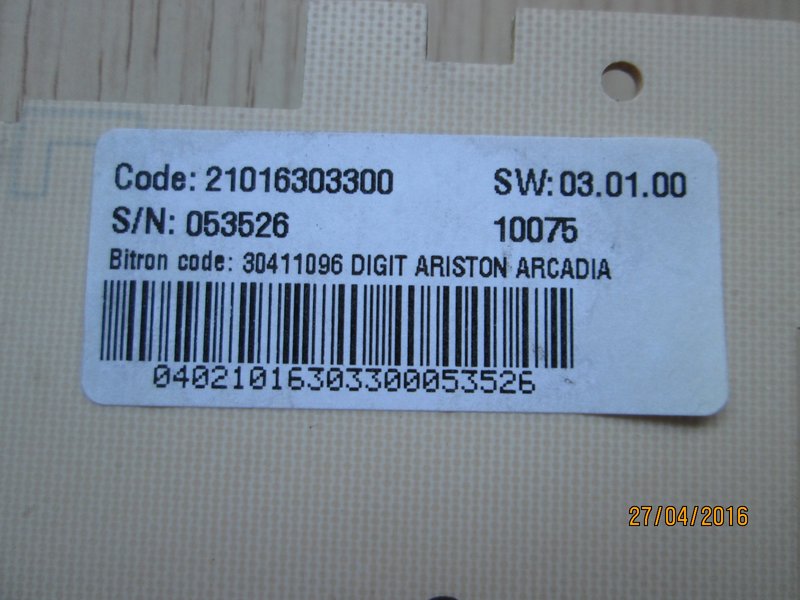 Code: 21016303300 SW: 03.01.00
S/N: 053526 10075
Bitron code: 30411096 DIGIT ARISTON ARCADIA
04021016303300053526
27/04/2016